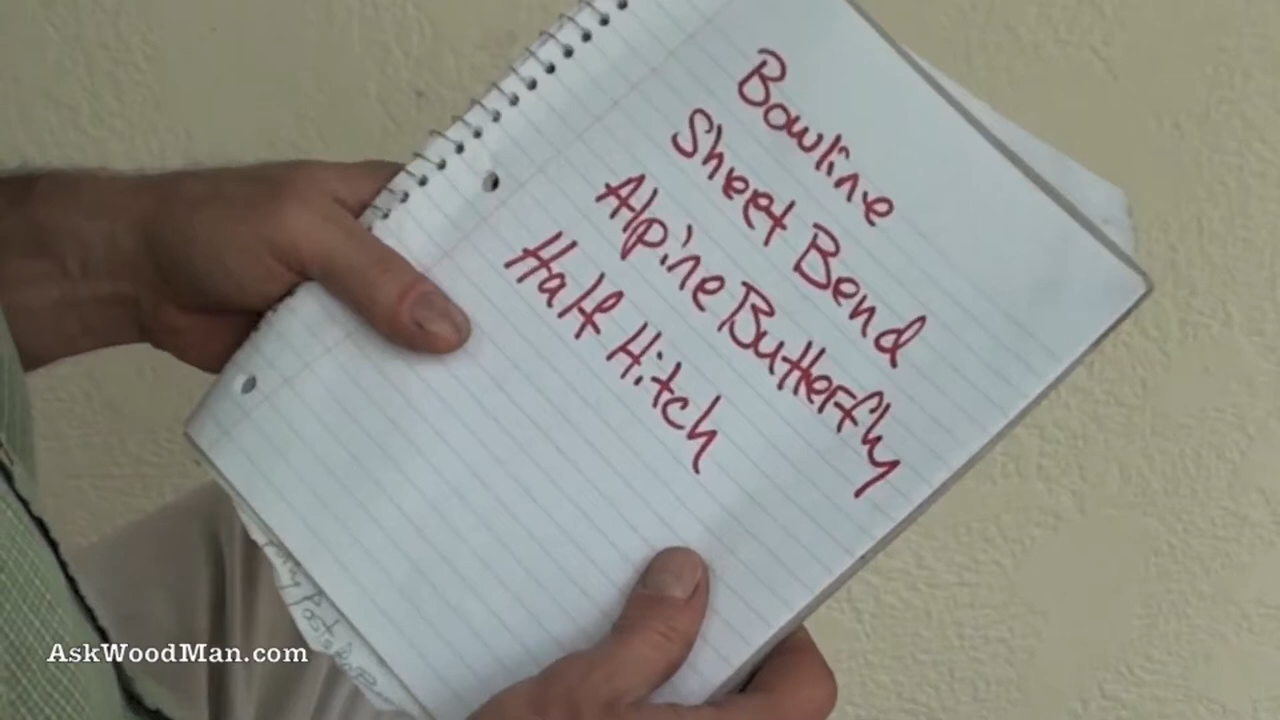 Bowline
Sheet Bend
Alpine Butterfly
Half Hitch
AskWoodMan.com